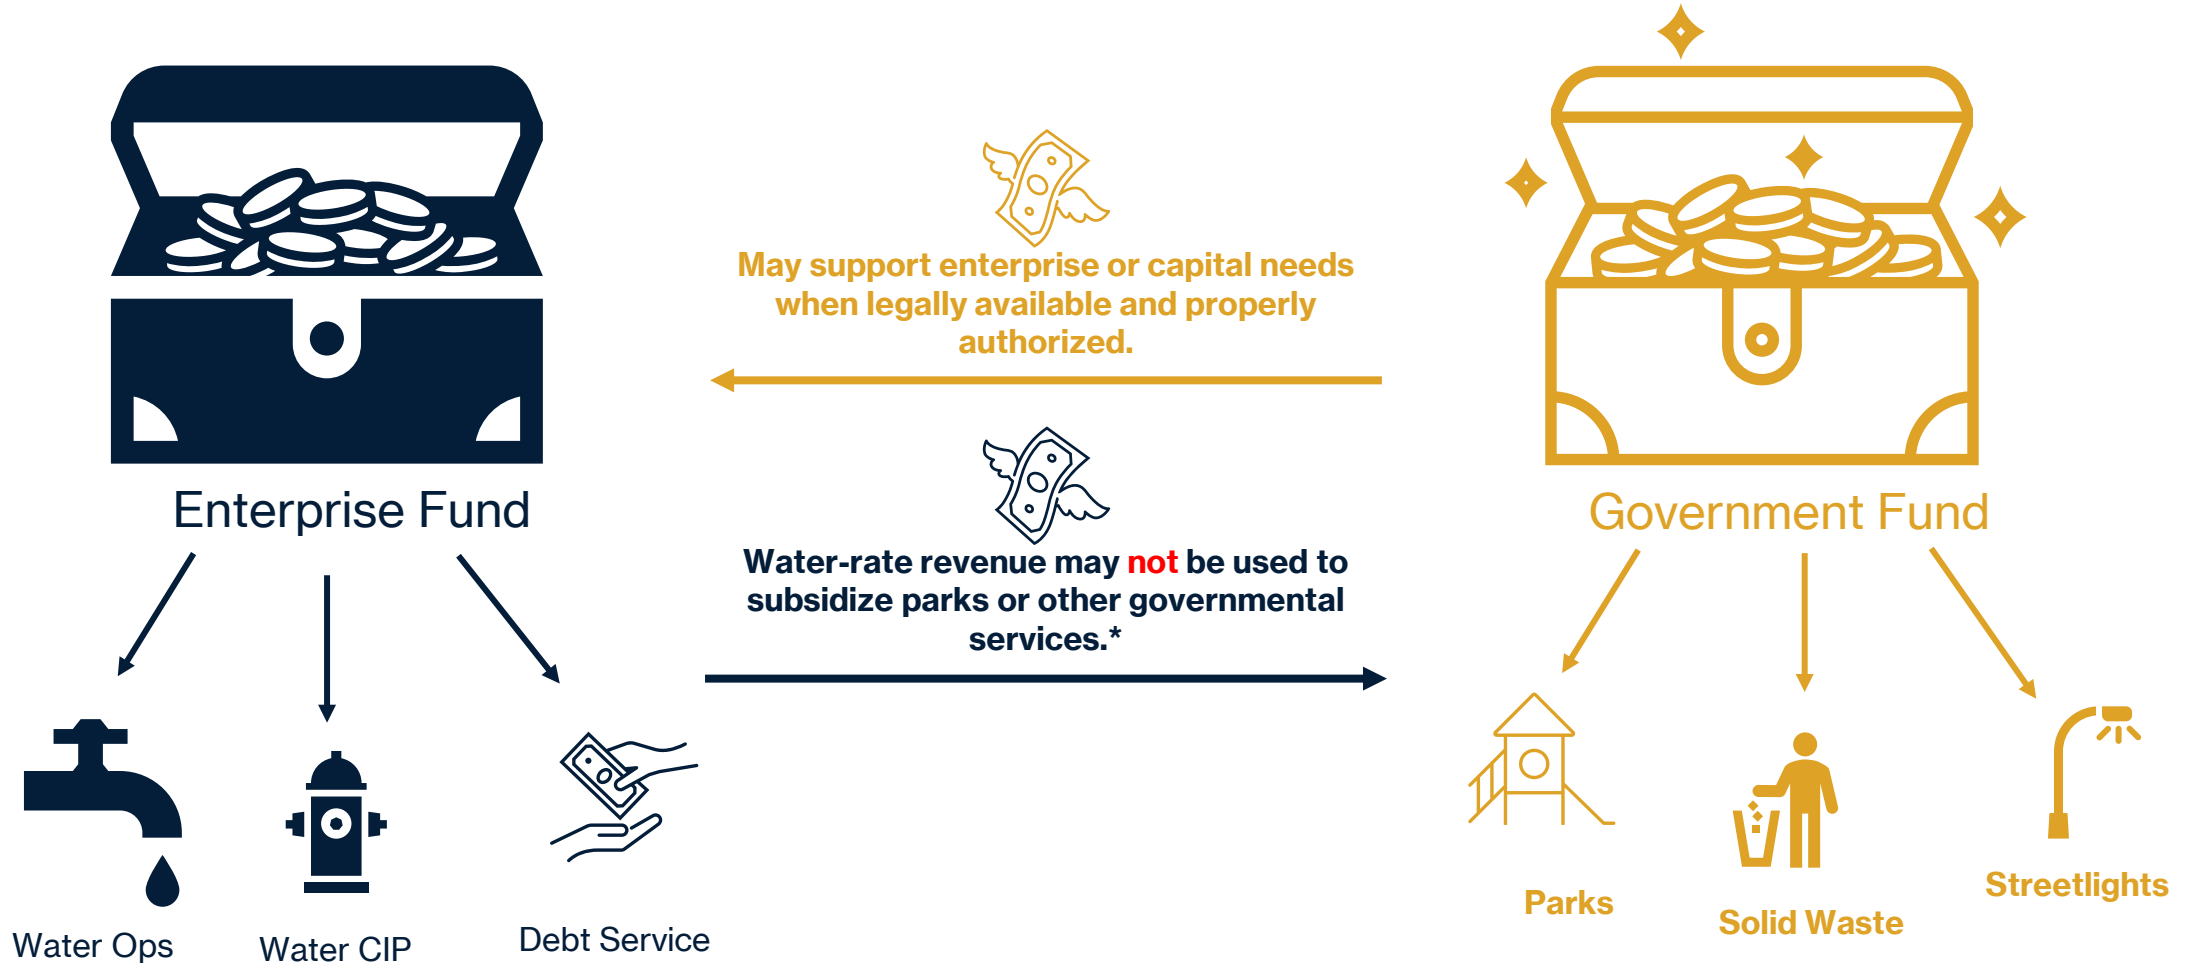 May support enterprise or capital needs
when legally available and properly
authorized.
Enterprise Fund
Government Fund
Water-rate revenue may not be used to
subsidize parks or other governmental
services.*
Water Ops
Water CIP
Debt Service
Parks
Solid Waste
Streetlights